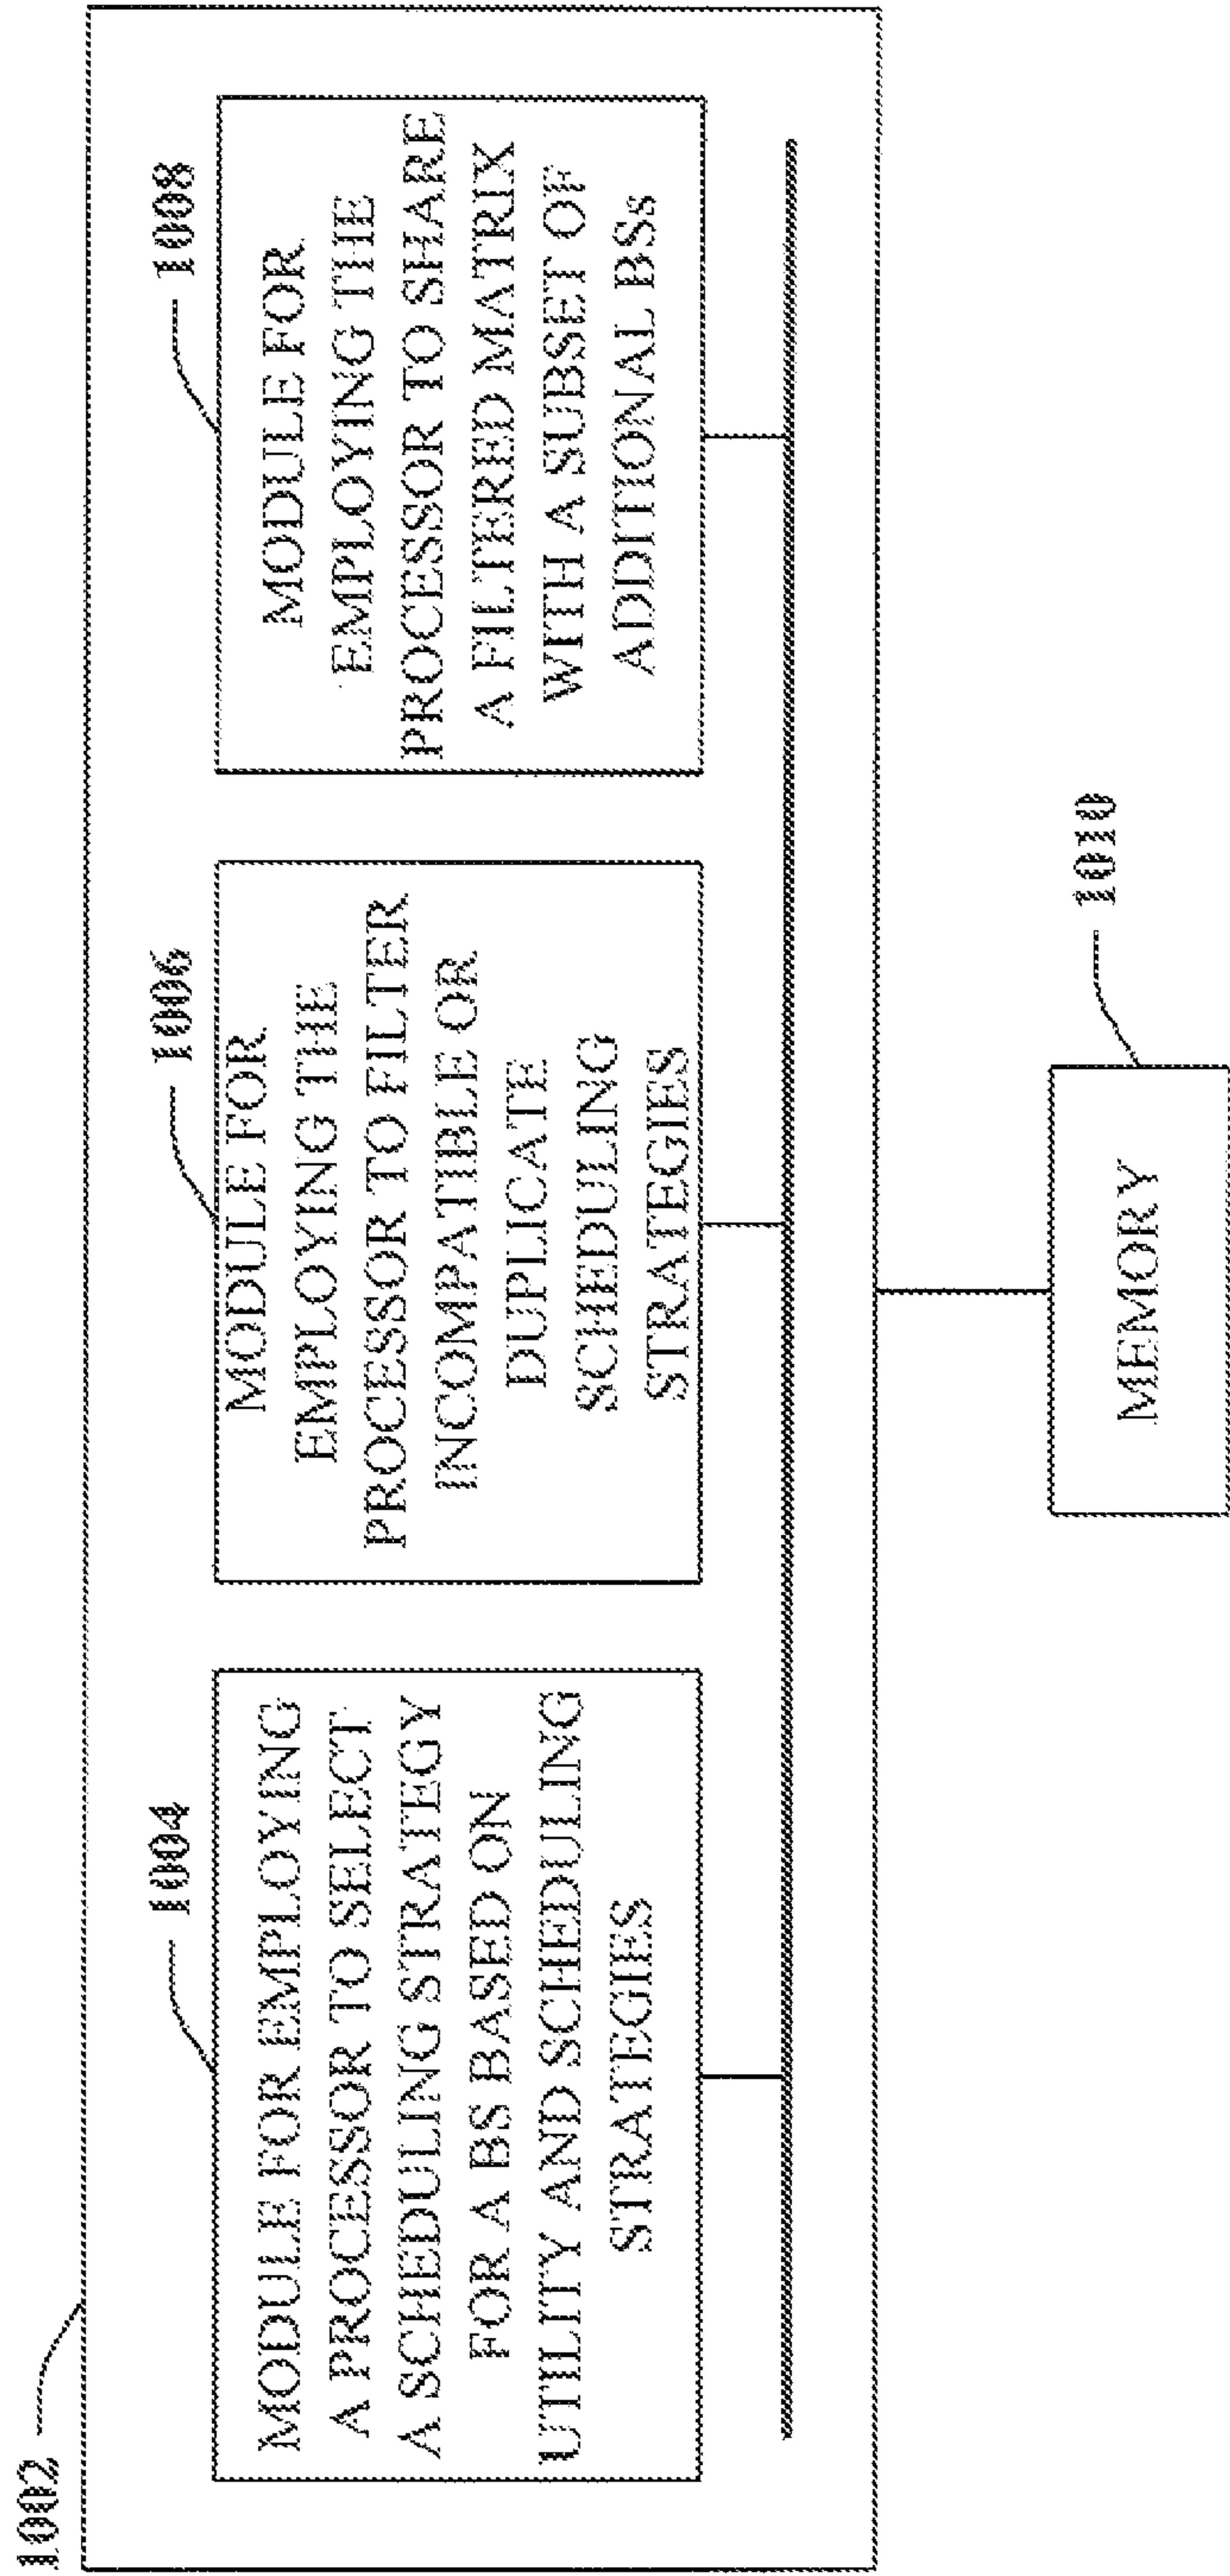 1002
1004
MODULE FOR EMPLOYING
A PROCESSOR TO SELECT
A SCHEDULING STRATEGY
FOR A BS BASED ON
UTILITY AND SCHEDULING
STRATEGIES
1006
MODULE FOR
EMPLOYING THE
PROCESSOR TO FILTER
INCOMPATIBLE OR
DUPLICATE
SCHEDULING
STRATEGIES
1008
MODULE FOR
EMPLOYING THE
PROCESSOR TO SHARE
A FILTERED MATRIX
WITH A SUBSET OF
ADDITIONAL BSs
1010
MEMORY